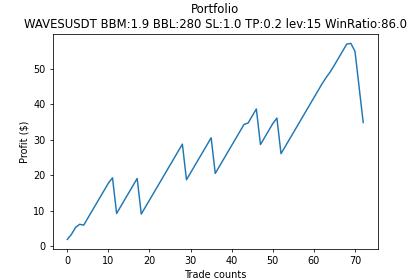 Portfolio
WAVESUSDT BBM:1.9 BBL:280 SL:1.0 TP:0.2 lev:15 WinRatio:86.0
Profit ($)
50
40
30
20
10
0
0 10 20 30 40 50 60 70
Trade counts